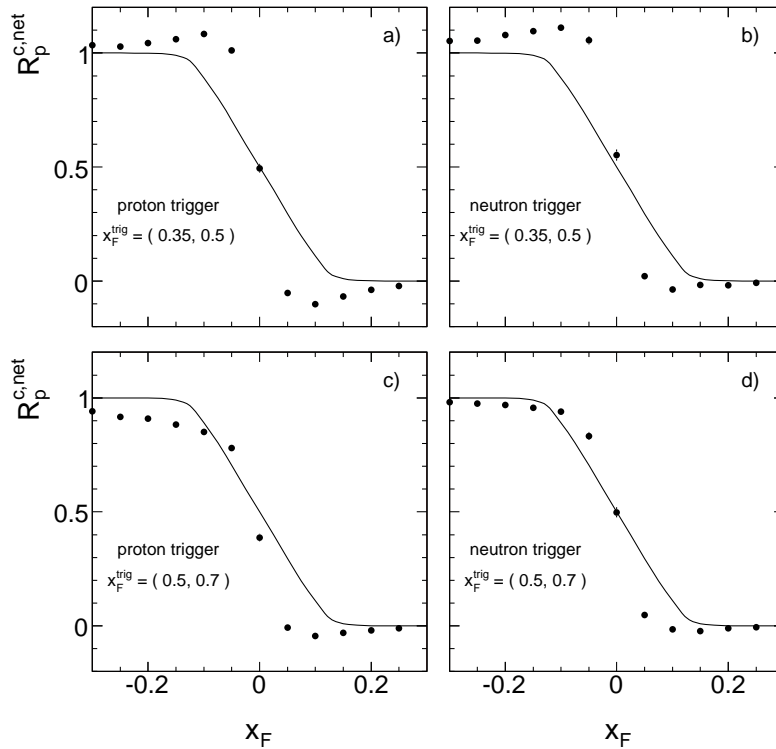 R_p^{c,net}
1
0.5
0
a)
proton trigger
x_F^{trig} = ( 0.35, 0.5 )
b)
neutron trigger
x_F^{trig} = ( 0.35, 0.5 )
R_p^{c,net}
1
0.5
0
c)
proton trigger
x_F^{trig} = ( 0.5, 0.7 )
d)
neutron trigger
x_F^{trig} = ( 0.5, 0.7 )
-0.2 0 0.2
-0.2 0 0.2
x_F
x_F